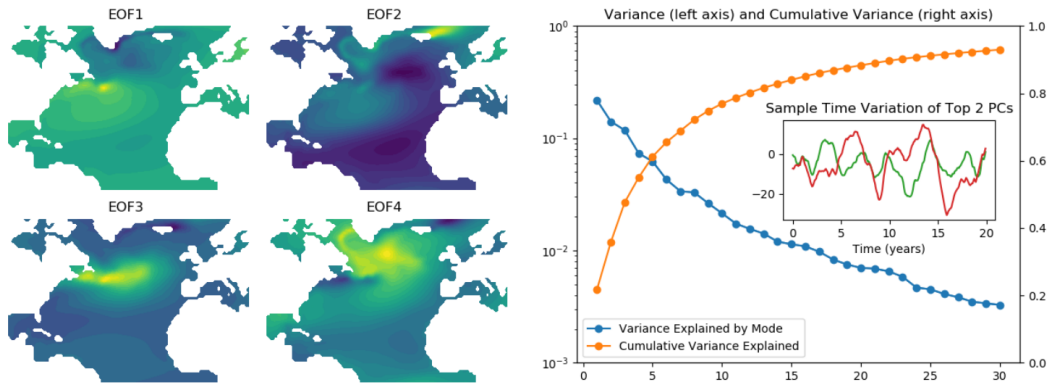 EOF1
EOF2
EOF3
EOF4
Variance (left axis) and Cumulative Variance (right axis)
10⁰
10⁻¹
10⁻²
10⁻³
1.0
0.8
0.6
0.4
0.2
0.0
Sample Time Variation of Top 2 PCs
0
−20
0 5 10 15 20
Time (years)
Variance Explained by Mode
Cumulative Variance Explained
0 5 10 15 20 25 30